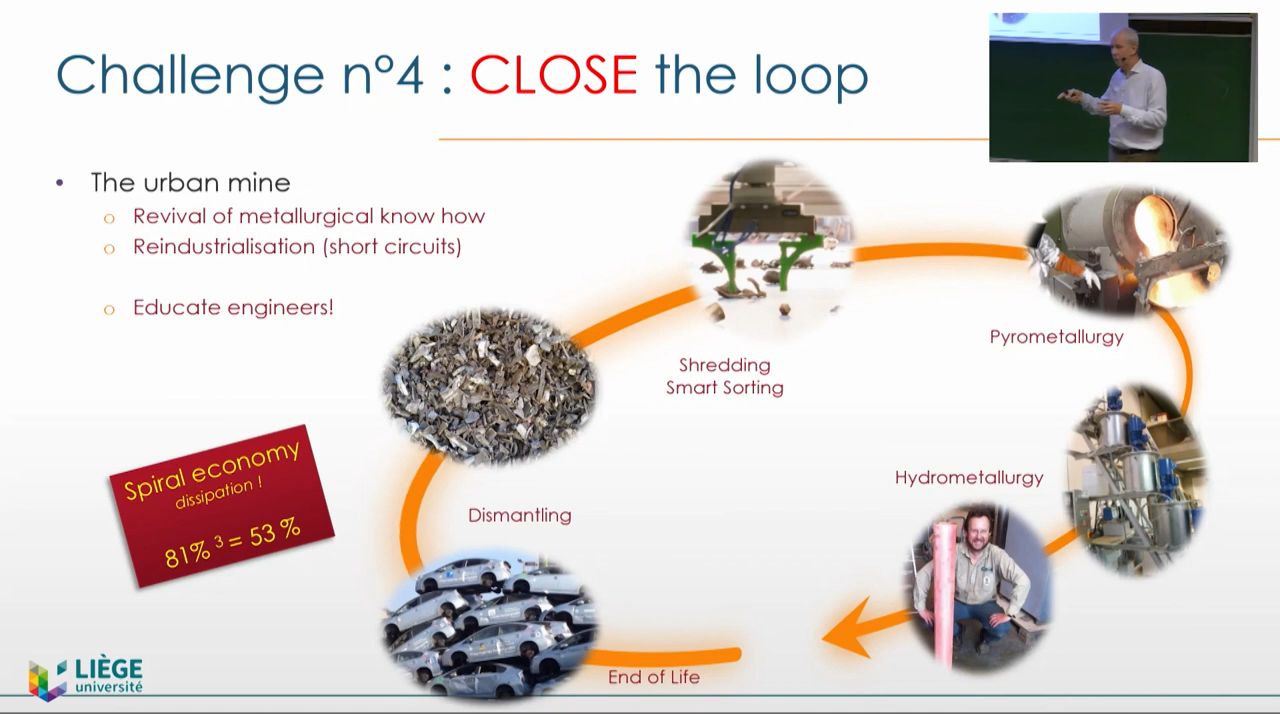 Challenge n°4 : CLOSE the loop
• The urban mine
o Revival of metallurgical know how
o Reindustrialisation (short circuits)
o Educate engineers!
Pyrometallurgy
Shredding
Smart Sorting
Hydrometallurgy
Spiral economy
dissipation !
81% ³ = 53 %
Dismantling
End of Life
LIÈGE
université